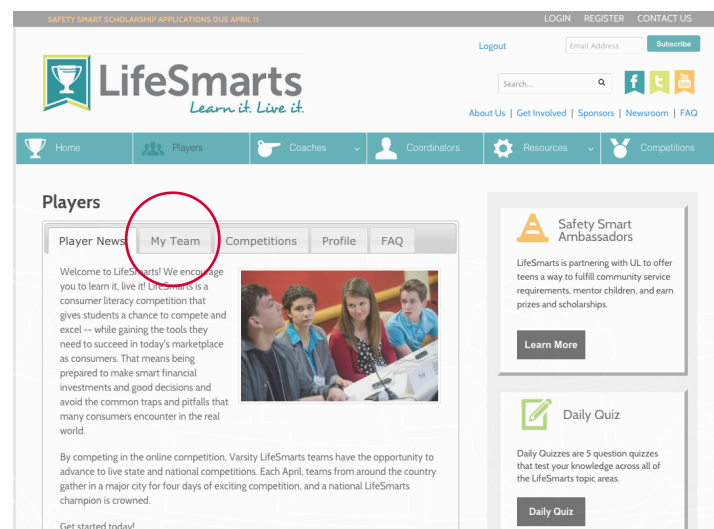 SAFETY SMART SCHOLARSHIP APPLICATIONS DUE APRIL 11
LOGIN REGISTER CONTACT US
Logout
Email Address
Subscribe
LifeSmarts
Learn it. Live it.
Search...
You
Tube
About Us | Get Involved | Sponsors | Newsroom | FAQ
Home
Players
Coaches
Coordinators
Resources
Competitions
Players
Player News
My Team
Competitions
Profile
FAQ
Welcome to LifeSmarts! We encourage
you to learn it, live it! LifeSmarts is a
consumer literacy competition that
gives students a chance to compete and
excel -- while gaining the tools they
need to succeed in today's marketplace
as consumers. That means being
prepared to make smart financial
investments and good decisions and
avoid the common traps and pitfalls that
many consumers encounter in the real
world.
By competing in the online competition, Varsity LifeSmarts teams have the opportunity to
advance to live state and national competitions. Each April, teams from around the country
gather in a major city for four days of exciting competition, and a national LifeSmarts
champion is crowned.
Get started today!
Safety Smart
Ambassadors
LifeSmarts is partnering with UL to offer
teens a way to fulfill community service
requirements, mentor children, and earn
prizes and scholarships.
Learn More
Daily Quiz
Daily Quizzes are 5 question quizzes
that test your knowledge across all of
the LifeSmarts topic areas.
Daily Quiz